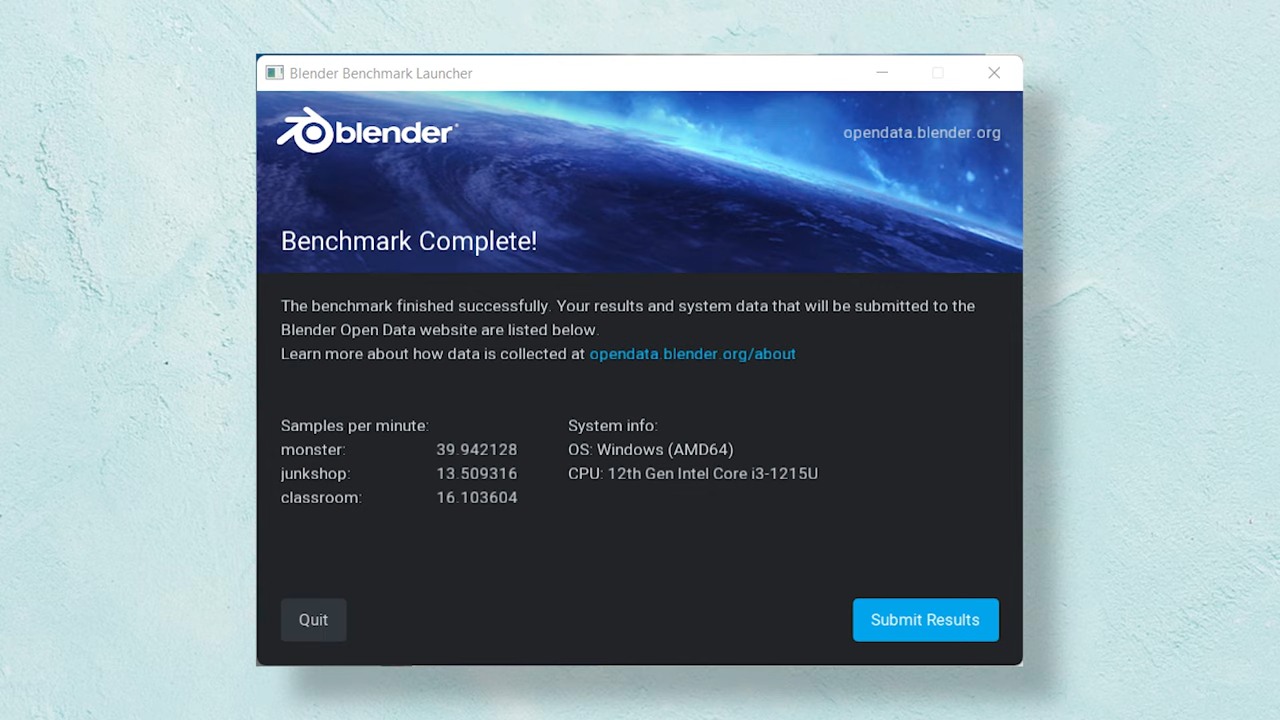 Blender Benchmark Launcher
blender
opendata.blender.org
Benchmark Complete!
The benchmark finished successfully. Your results and system data that will be submitted to the
Blender Open Data website are listed below.
Learn more about how data is collected at opendata.blender.org/about
Samples per minute:
monster: 39.942128
junkshop: 13.509316
classroom: 16.103604
System info:
OS: Windows (AMD64)
CPU: 12th Gen Intel Core i3-1215U
Quit
Submit Results